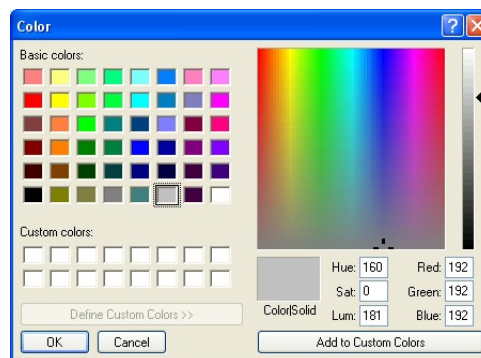 Color
Basic colors:
Custom colors:
Define Custom Colors >>
OK Cancel
Color|Solid
Hue: 160 Red: 192
Sat: 0 Green: 192
Lum: 181 Blue: 192
Add to Custom Colors